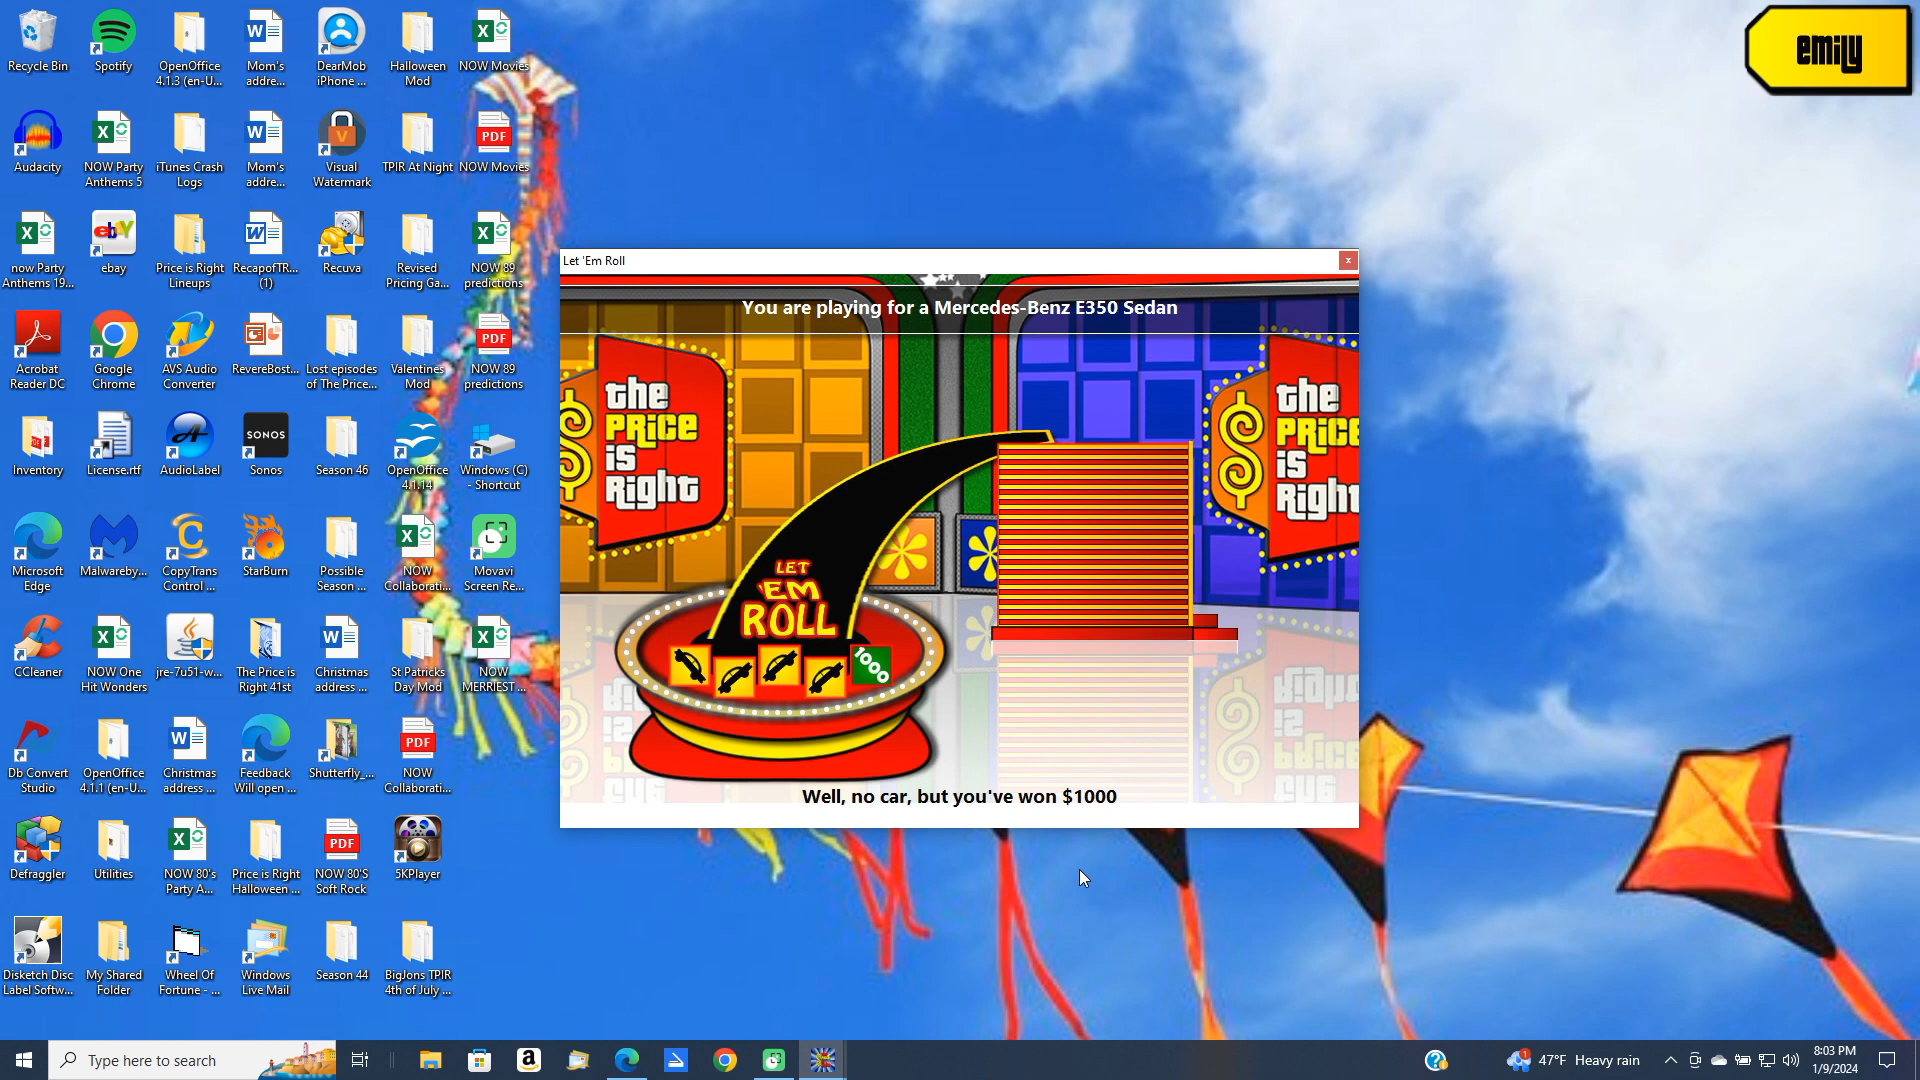 Recycle Bin
Spotify
OpenOffice
4.1.3 (en-U...
Mom's
addre...
DearMob
iPhone ...
Halloween
Mod
NOW Movies
Audacity
NOW Party
Anthems 5
iTunes Crash
Logs
Mom's
addre...
Visual
Watermark
TPIR At Night
PDF
NOW Movies
now Party
Anthems 19...
ebay
Price is Right
Lineups
RecapofTR...
(1)
Recuva
Revised
Pricing Ga...
NOW 89
predictions
Acrobat
Reader DC
Google
Chrome
AVS Audio
Converter
RevereBost...
Lost episodes
of The Price...
Valentines
Mod
PDF
NOW 89
predictions
Inventory
License.rtf
AudioLabel
SONOS
Sonos
Season 46
OpenOffice
4.1.14
Windows (C)
- Shortcut
Microsoft
Edge
Malwareby...
CopyTrans
Control ...
StarBurn
Possible
Season ...
NOW
Collaborati...
Movavi
Screen Re...
CCleaner
NOW One
Hit Wonders
jre-7u51-w...
The Price is
Right 41st
Christmas
address ...
St Patricks
Day Mod
NOW
MERRIEST ...
Db Convert
Studio
OpenOffice
4.1.1 (en-U...
Christmas
address ...
Feedback
Will open ...
Shutterfly_...
PDF
NOW
Collaborati...
Defraggler
Utilities
NOW 80's
Party A...
Price is Right
Halloween ...
PDF
NOW 80'S
Soft Rock
5KPlayer
Disketch Disc
Label Softw...
My Shared
Folder
Wheel Of
Fortune - ...
Windows
Live Mail
Season 44
BigJons TPIR
4th of July ...
EMILY
Let 'Em Roll
You are playing for a Mercedes-Benz E350 Sedan
the
PRICE
is
Right
the
PRICE
is
Right
LET
'EM
ROLL
1000
Well, no car, but you've won $1000
Type here to search
47°F Heavy rain
8:03 PM
1/9/2024